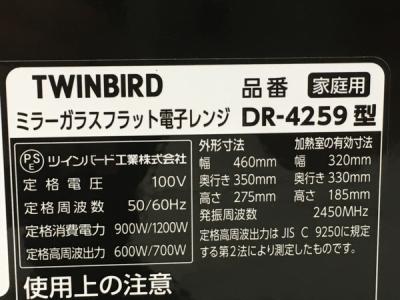 TWINBIRD 品番 家庭用
ミラーガラスフラット電子レンジ DR-4259型
PSE ツインバード工業株式会社
定格電圧 100V
定格周波数 50/60Hz
定格消費電力 900W/1200W
定格高周波出力 600W/700W
外形寸法 加熱室の有効寸法
幅 460mm 幅 320mm
奥行き 350mm 奥行き 330mm
高さ 275mm 高さ 185mm
発振周波数 2450MHz
定格高周波出力はJIS C 9250に規定
する第2法により測定したものです。
使用上の注意